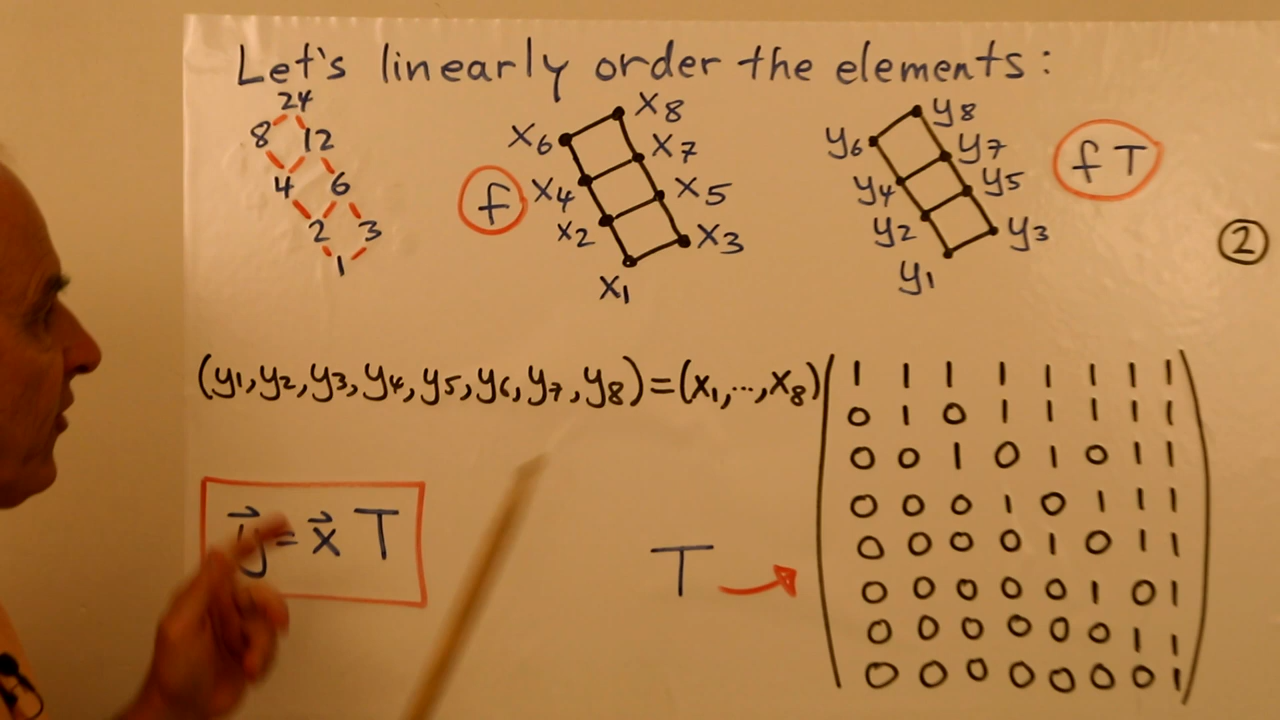 Let's linearly order the elements:
24
8 12
4 6
2 3
1
f
x8
x6
x7
x4
x5
x2
x3
x1
y8
y6
y7
y4
y5
y2
y3
y1
f T
2
(y1,y2,y3,y4,y5,y6,y7,y8)=(x1,...,x8)
1 1 1 1 1 1 1 1
0 1 0 1 1 1 1 1
0 0 1 0 1 0 1 1
0 0 0 1 0 1 1 1
0 0 0 0 1 0 1 1
0 0 0 0 0 1 0 1
0 0 0 0 0 0 1 1
0 0 0 0 0 0 0 1
y⃗ = x⃗ T
T